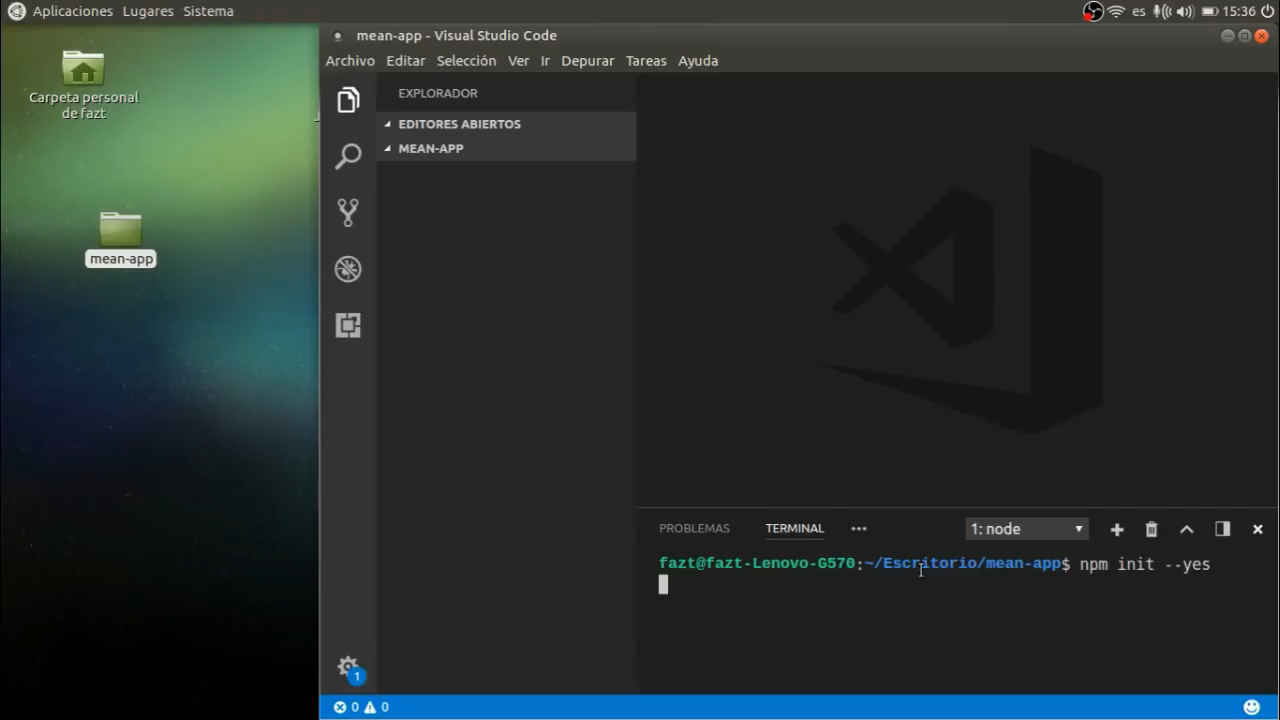 Aplicaciones Lugares Sistema
es
15:36
Carpeta personal
de fazt
mean-app
mean-app - Visual Studio Code
Archivo Editar Selección Ver Ir Depurar Tareas Ayuda
EXPLORADOR
EDITORES ABIERTOS
MEAN-APP
PROBLEMAS TERMINAL ••• 1: node
fazt@fazt-Lenovo-G570:~/Escritorio/mean-app$ npm init --yes
1
0 0